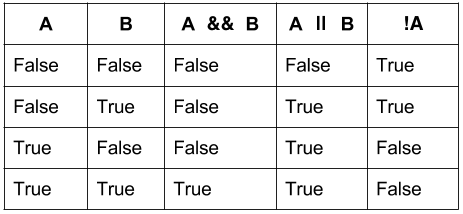 A B A && B A || B !A
False False False False True
False True False True True
True False False True False
True True True True False